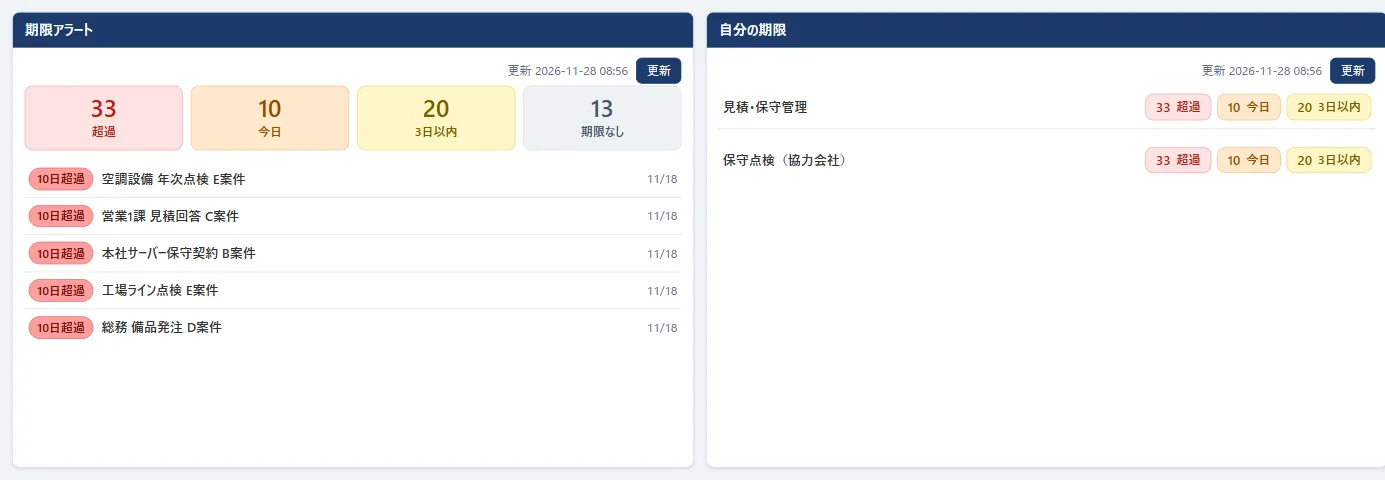 期限アラート
更新 2026-11-28 08:56 更新
33 10 20 13
超過 今日 3日以内 期限なし
10日超過 空調設備 年次点検 E案件 11/18
10日超過 営業1課 見積回答 C案件 11/18
10日超過 本社サーバー保守契約 B案件 11/18
10日超過 工場ライン点検 E案件 11/18
10日超過 総務 備品発注 D案件 11/18
自分の期限
更新 2026-11-28 08:56 更新
見積・保守管理 33 超過 10 今日 20 3日以内
保守点検（協力会社） 33 超過 10 今日 20 3日以内